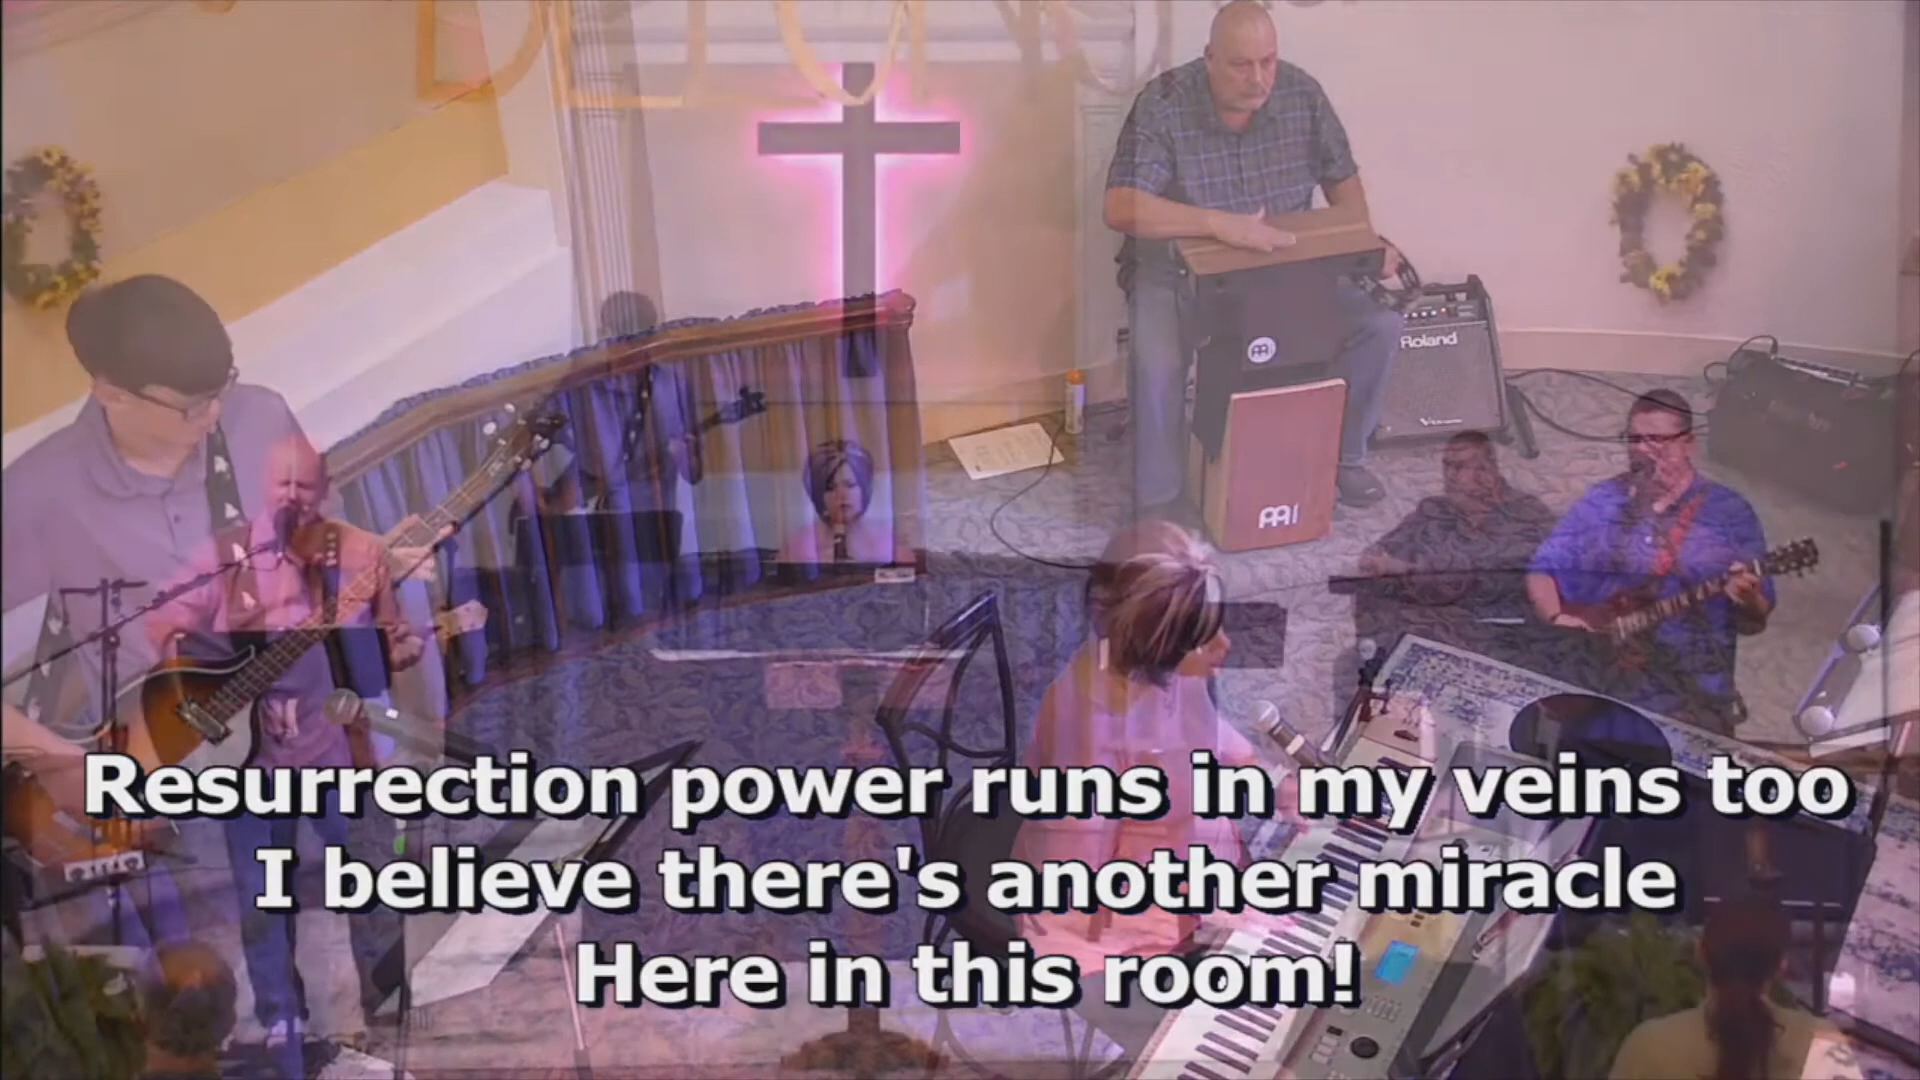 Roland
Resurrection power runs in my veins too
I believe there's another miracle
Here in this room!